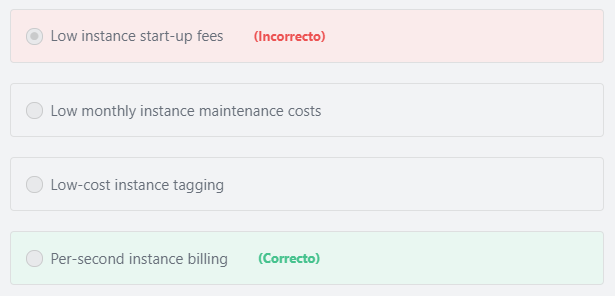 Low instance start-up fees (Incorrecto)
Low monthly instance maintenance costs
Low-cost instance tagging
Per-second instance billing (Correcto)